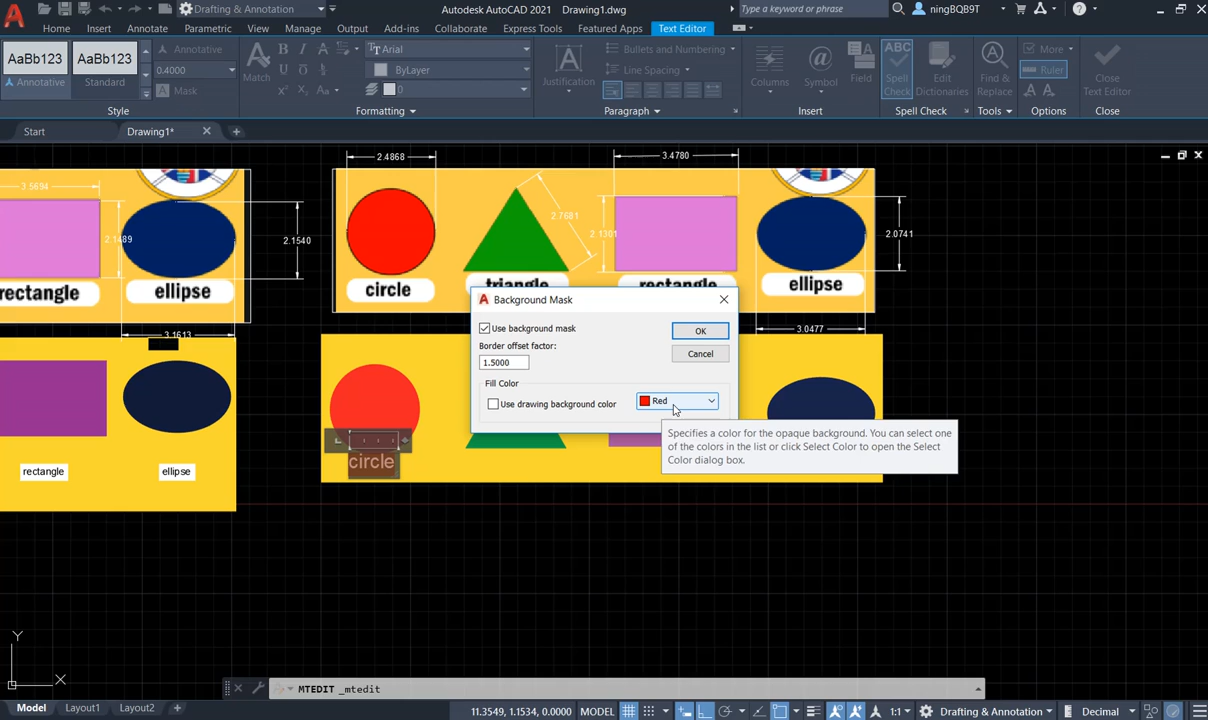 Drafting & Annotation
Autodesk AutoCAD 2021 Drawing1.dwg
Type a keyword or phrase
ningBQB9T
Home Insert Annotate Parametric View Manage Output Add-ins Collaborate Express Tools Featured Apps Text Editor
AaBb123 AaBb123
Annotative Standard
Annotative
0.4000
Mask
Style
Match
B I A
U O
Aa
Arial
ByLayer
0
Formatting
Justification
Bullets and Numbering
Line Spacing
Paragraph
Columns
Symbol
Field
Insert
ABC
Spell Check
Edit Dictionaries
Spell Check
Find & Replace
Tools
More
Ruler
Options
Close Text Editor
Close
Start Drawing1*
2.4868
3.4780
3.5694
2.1489
2.1540
2.7681
2.1301
2.0741
rectangle
ellipse
circle
triangle
rectangle
ellipse
3.1613
3.0477
Background Mask
Use background mask
OK
Border offset factor:
Cancel
1.5000
Fill Color
Use drawing background color
Red
Specifies a color for the opaque background. You can select one
of the colors in the list or click Select Color to open the Select
Color dialog box.
circle
rectangle
ellipse
Y
X
MTEDIT _mtedit
Model Layout1 Layout2
11.3549, 1.1534, 0.0000 MODEL
1:1
Drafting & Annotation
Decimal